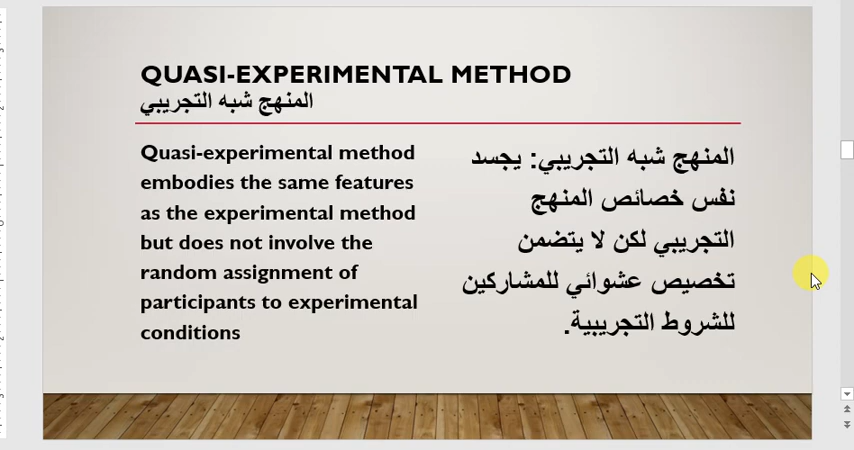 QUASI-EXPERIMENTAL METHOD
المنهج شبه التجريبي
Quasi-experimental method
embodies the same features
as the experimental method
but does not involve the
random assignment of
participants to experimental
conditions
المنهج شبه التجريبي: يجسد
نفس خصائص المنهج
التجريبي لكن لا يتضمن
تخصيص عشوائي للمشاركين
للشروط التجريبية.